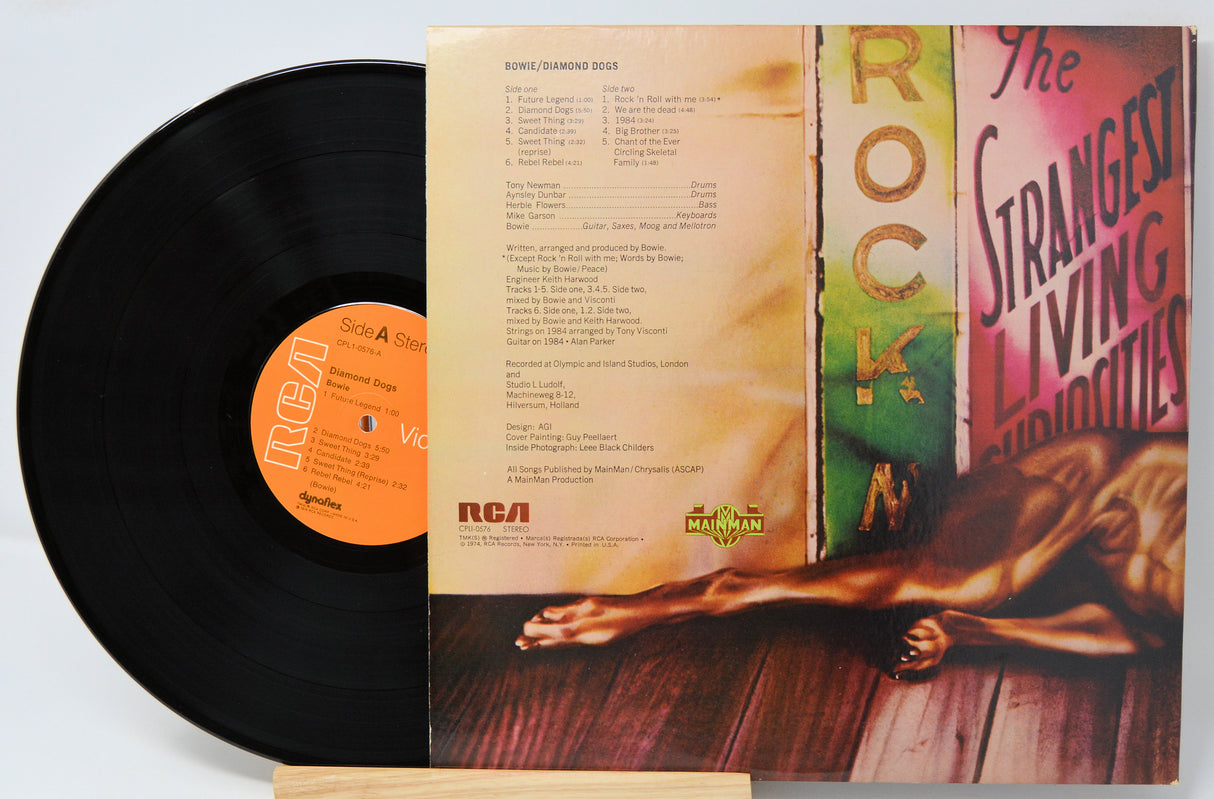 BOWIE/DIAMOND DOGS
Side one
1. Future Legend (1:00)
2. Diamond Dogs (5:50)
3. Sweet Thing (3:29)
4. Candidate (2:39)
5. Sweet Thing (2:32)
(reprise)
6. Rebel Rebel (4:21)
Side two
1. Rock 'n Roll with me (3:54)*
2. We are the dead (4:48)
3. 1984 (3:24)
4. Big Brother (3:25)
5. Chant of the Ever
Circling Skeletal
Family (1:48)
Tony Newman ........ Drums
Aynsley Dunbar ........ Drums
Herbie Flowers ........ Bass
Mike Garson ........ Keyboards
Bowie ........ Guitar, Saxes, Moog and Mellotron
Written, arranged and produced by Bowie.
*(Except Rock 'n Roll with me; Words by Bowie;
Music by Bowie/Peace)
Engineer Keith Harwood
Tracks 1-5. Side one, 3.4.5. Side two,
mixed by Bowie and Visconti
Tracks 6. Side one, 1.2. Side two,
mixed by Bowie and Keith Harwood.
Strings on 1984 arranged by Tony Visconti
Guitar on 1984 • Alan Parker
Recorded at Olympic and Island Studios, London
and
Studio L Ludolf,
Machineweg 8-12,
Hilversum, Holland
Design: AGI
Cover Painting: Guy Peellaert
Inside Photograph: Leee Black Childers
All Songs Published by MainMan/Chrysalis (ASCAP)
A MainMan Production
RCA
CPLI-0576 STEREO
TMK(S) ® Registered • Marca(s) Registrada(s) RCA Corporation •
© 1974, RCA Records, New York, N.Y. • Printed in U.S.A.
MAINMAN
ROCK N
The
STRANGEST
LIVING
CURIOSITIES
Side A Stereo
CPL1-0576-A
RCA
Diamond Dogs
Bowie
1 Future Legend 1:00
Vic
2 Diamond Dogs 5:50
3 Sweet Thing 3:29
4 Candidate 2:39
5 Sweet Thing (Reprise) 2:32
6 Rebel Rebel 4:21
(Bowie)
dynaflex